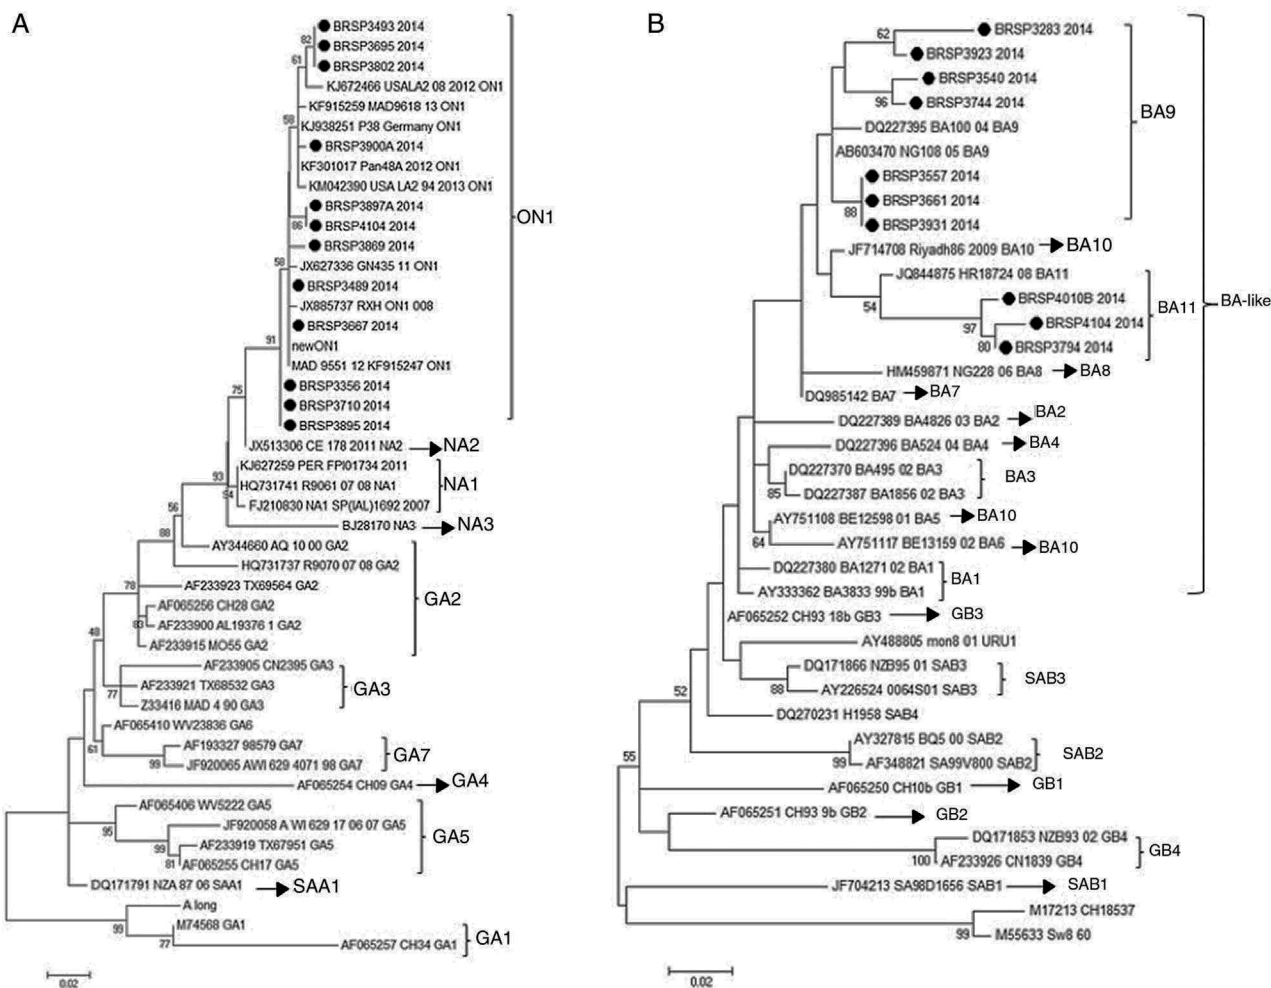 A
BRSP3493 2014
82
BRSP3695 2014
BRSP3802 2014
61
KJ672466 USALA2 08 2012 ON1
KF915259 MAD9618 13 ON1
58
KJ938251 P38 Germany ON1
BRSP3900A 2014
KF301017 Pan48A 2012 ON1
KM042390 USA LA2 94 2013 ON1
BRSP3897A 2014
ON1
86
BRSP4104 2014
BRSP3869 2014
58
JX627336 GN435 11 ON1
BRSP3489 2014
JX885737 RXH ON1 008
BRSP3667 2014
91
newON1
MAD 9551 12 KF915247 ON1
BRSP3356 2014
75
BRSP3710 2014
BRSP3895 2014
JX513306 CE 178 2011 NA2
NA2
KJ627259 PER FPI01734 2011
93
HQ731741 R9061 07 08 NA1
NA1
FJ210830 NA1 SP(IAL)1692 2007
56
BJ28170 NA3
NA3
88
AY344660 AQ 10 00 GA2
HQ731737 R9070 07 08 GA2
78
AF233923 TX69564 GA2
GA2
AF065256 CH28 GA2
83
AF233900 AL19376 1 GA2
48
AF233915 MO55 GA2
AF233905 CN2395 GA3
77
AF233921 TX68532 GA3
GA3
Z33416 MAD 4 90 GA3
AF065410 WV23836 GA6
61
AF193327 98579 GA7
GA7
99
JF920065 AWI 629 4071 98 GA7
AF065254 CH09 GA4
GA4
AF065406 WV5222 GA5
95
JF920058 A WI 629 17 06 07 GA5
GA5
99
AF233919 TX67951 GA5
81
AF065255 CH17 GA5
DQ171791 NZA 87 06 SAA1
SAA1
A long
99
M74568 GA1
77
AF065257 CH34 GA1
GA1
0.02
B
62
BRSP3283 2014
BRSP3923 2014
BRSP3540 2014
96
BRSP3744 2014
BA9
DQ227395 BA100 04 BA9
AB603470 NG108 05 BA9
BRSP3557 2014
88
BRSP3661 2014
BRSP3931 2014
JF714708 Riyadh86 2009 BA10
BA10
JQ844875 HR18724 08 BA11
54
BRSP4010B 2014
BA11
BA-like
97
BRSP4104 2014
80
BRSP3794 2014
HM459871 NG228 06 BA8
BA8
DQ985142 BA7
BA7
DQ227389 BA4826 03 BA2
BA2
DQ227396 BA524 04 BA4
BA4
DQ227370 BA495 02 BA3
BA3
85
DQ227387 BA1856 02 BA3
AY751108 BE12598 01 BA5
BA10
64
AY751117 BE13159 02 BA6
BA10
DQ227380 BA1271 02 BA1
BA1
AY333362 BA3833 99b BA1
AF065252 CH93 18b GB3
GB3
AY488805 mon8 01 URU1
DQ171866 NZB95 01 SAB3
SAB3
88
AY226524 0064S01 SAB3
52
DQ270231 H1958 SAB4
AY327815 BQ5 00 SAB2
SAB2
99
AF348821 SA99V800 SAB2
55
AF065250 CH10b GB1
GB1
AF065251 CH93 9b GB2
GB2
DQ171853 NZB93 02 GB4
GB4
100
AF233926 CN1839 GB4
JF704213 SA98D1656 SAB1
SAB1
M17213 CH18537
99
M55633 Sw8 60
0.02